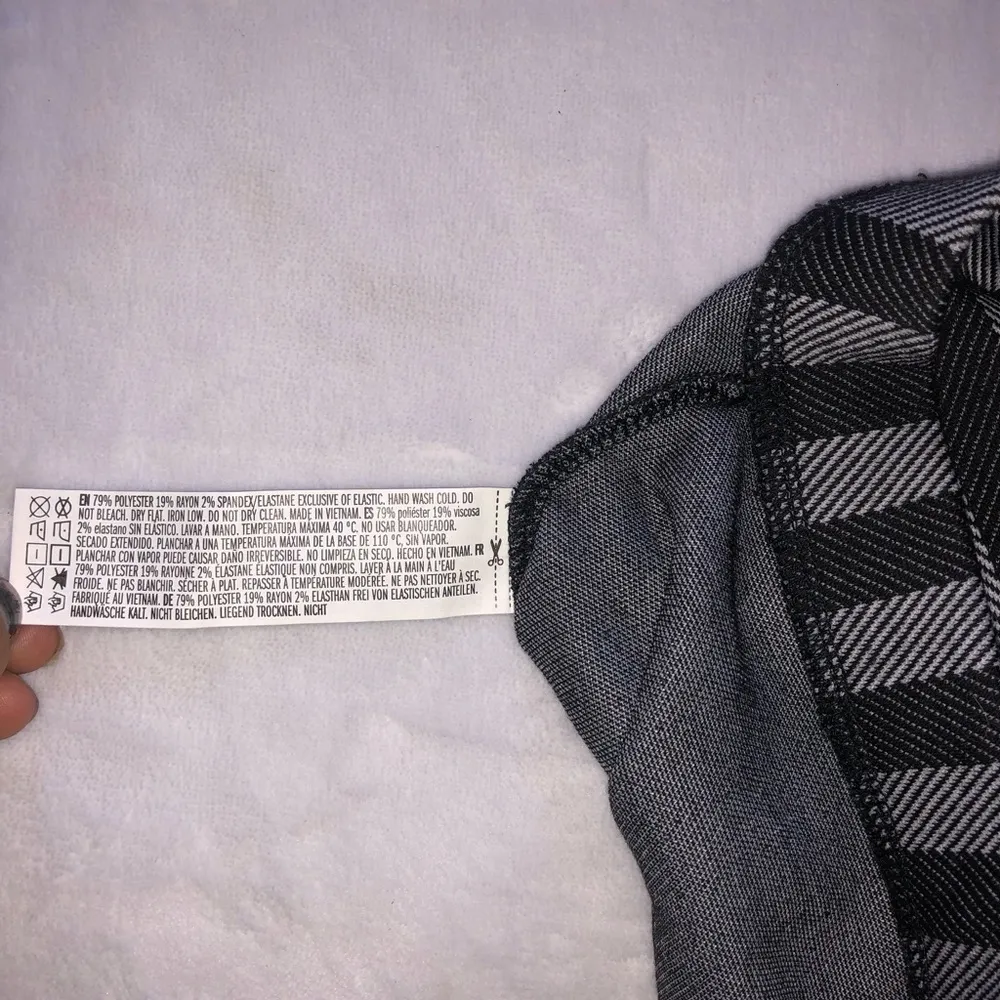 EN 79% POLYESTER 19% RAYON 2% SPANDEX/ELASTANE EXCLUSIVE OF ELASTIC. HAND WASH COLD. DO
NOT BLEACH. DRY FLAT. IRON LOW. DO NOT DRY CLEAN. MADE IN VIETNAM. ES 79% poliéster 19% viscosa
2% elastano SIN ELÁSTICO. LAVAR A MANO. TEMPERATURA MÁXIMA 40 °C. NO USAR BLANQUEADOR.
SECADO EXTENDIDO. PLANCHAR A UNA TEMPERATURA MÁXIMA DE LA BASE DE 110 °C, SIN VAPOR.
PLANCHAR CON VAPOR PUEDE CAUSAR DAÑO IRREVERSIBLE. NO LIMPIEZA EN SECO. HECHO EN VIETNAM. FR
79% POLYESTER 19% RAYONNE 2% ÉLASTANE ÉLASTIQUE NON COMPRIS. LAVER À LA MAIN À L'EAU
FROIDE. NE PAS BLANCHIR. SÉCHER À PLAT. REPASSER À TEMPÉRATURE MODÉRÉE. NE PAS NETTOYER À SEC.
FABRIQUÉ AU VIETNAM. DE 79% POLYESTER 19% RAYON 2% ELASTHAN FREI VON ELASTISCHEN ANTEILEN.
HANDWÄSCHE KALT. NICHT BLEICHEN. LIEGEND TROCKNEN. NICHT